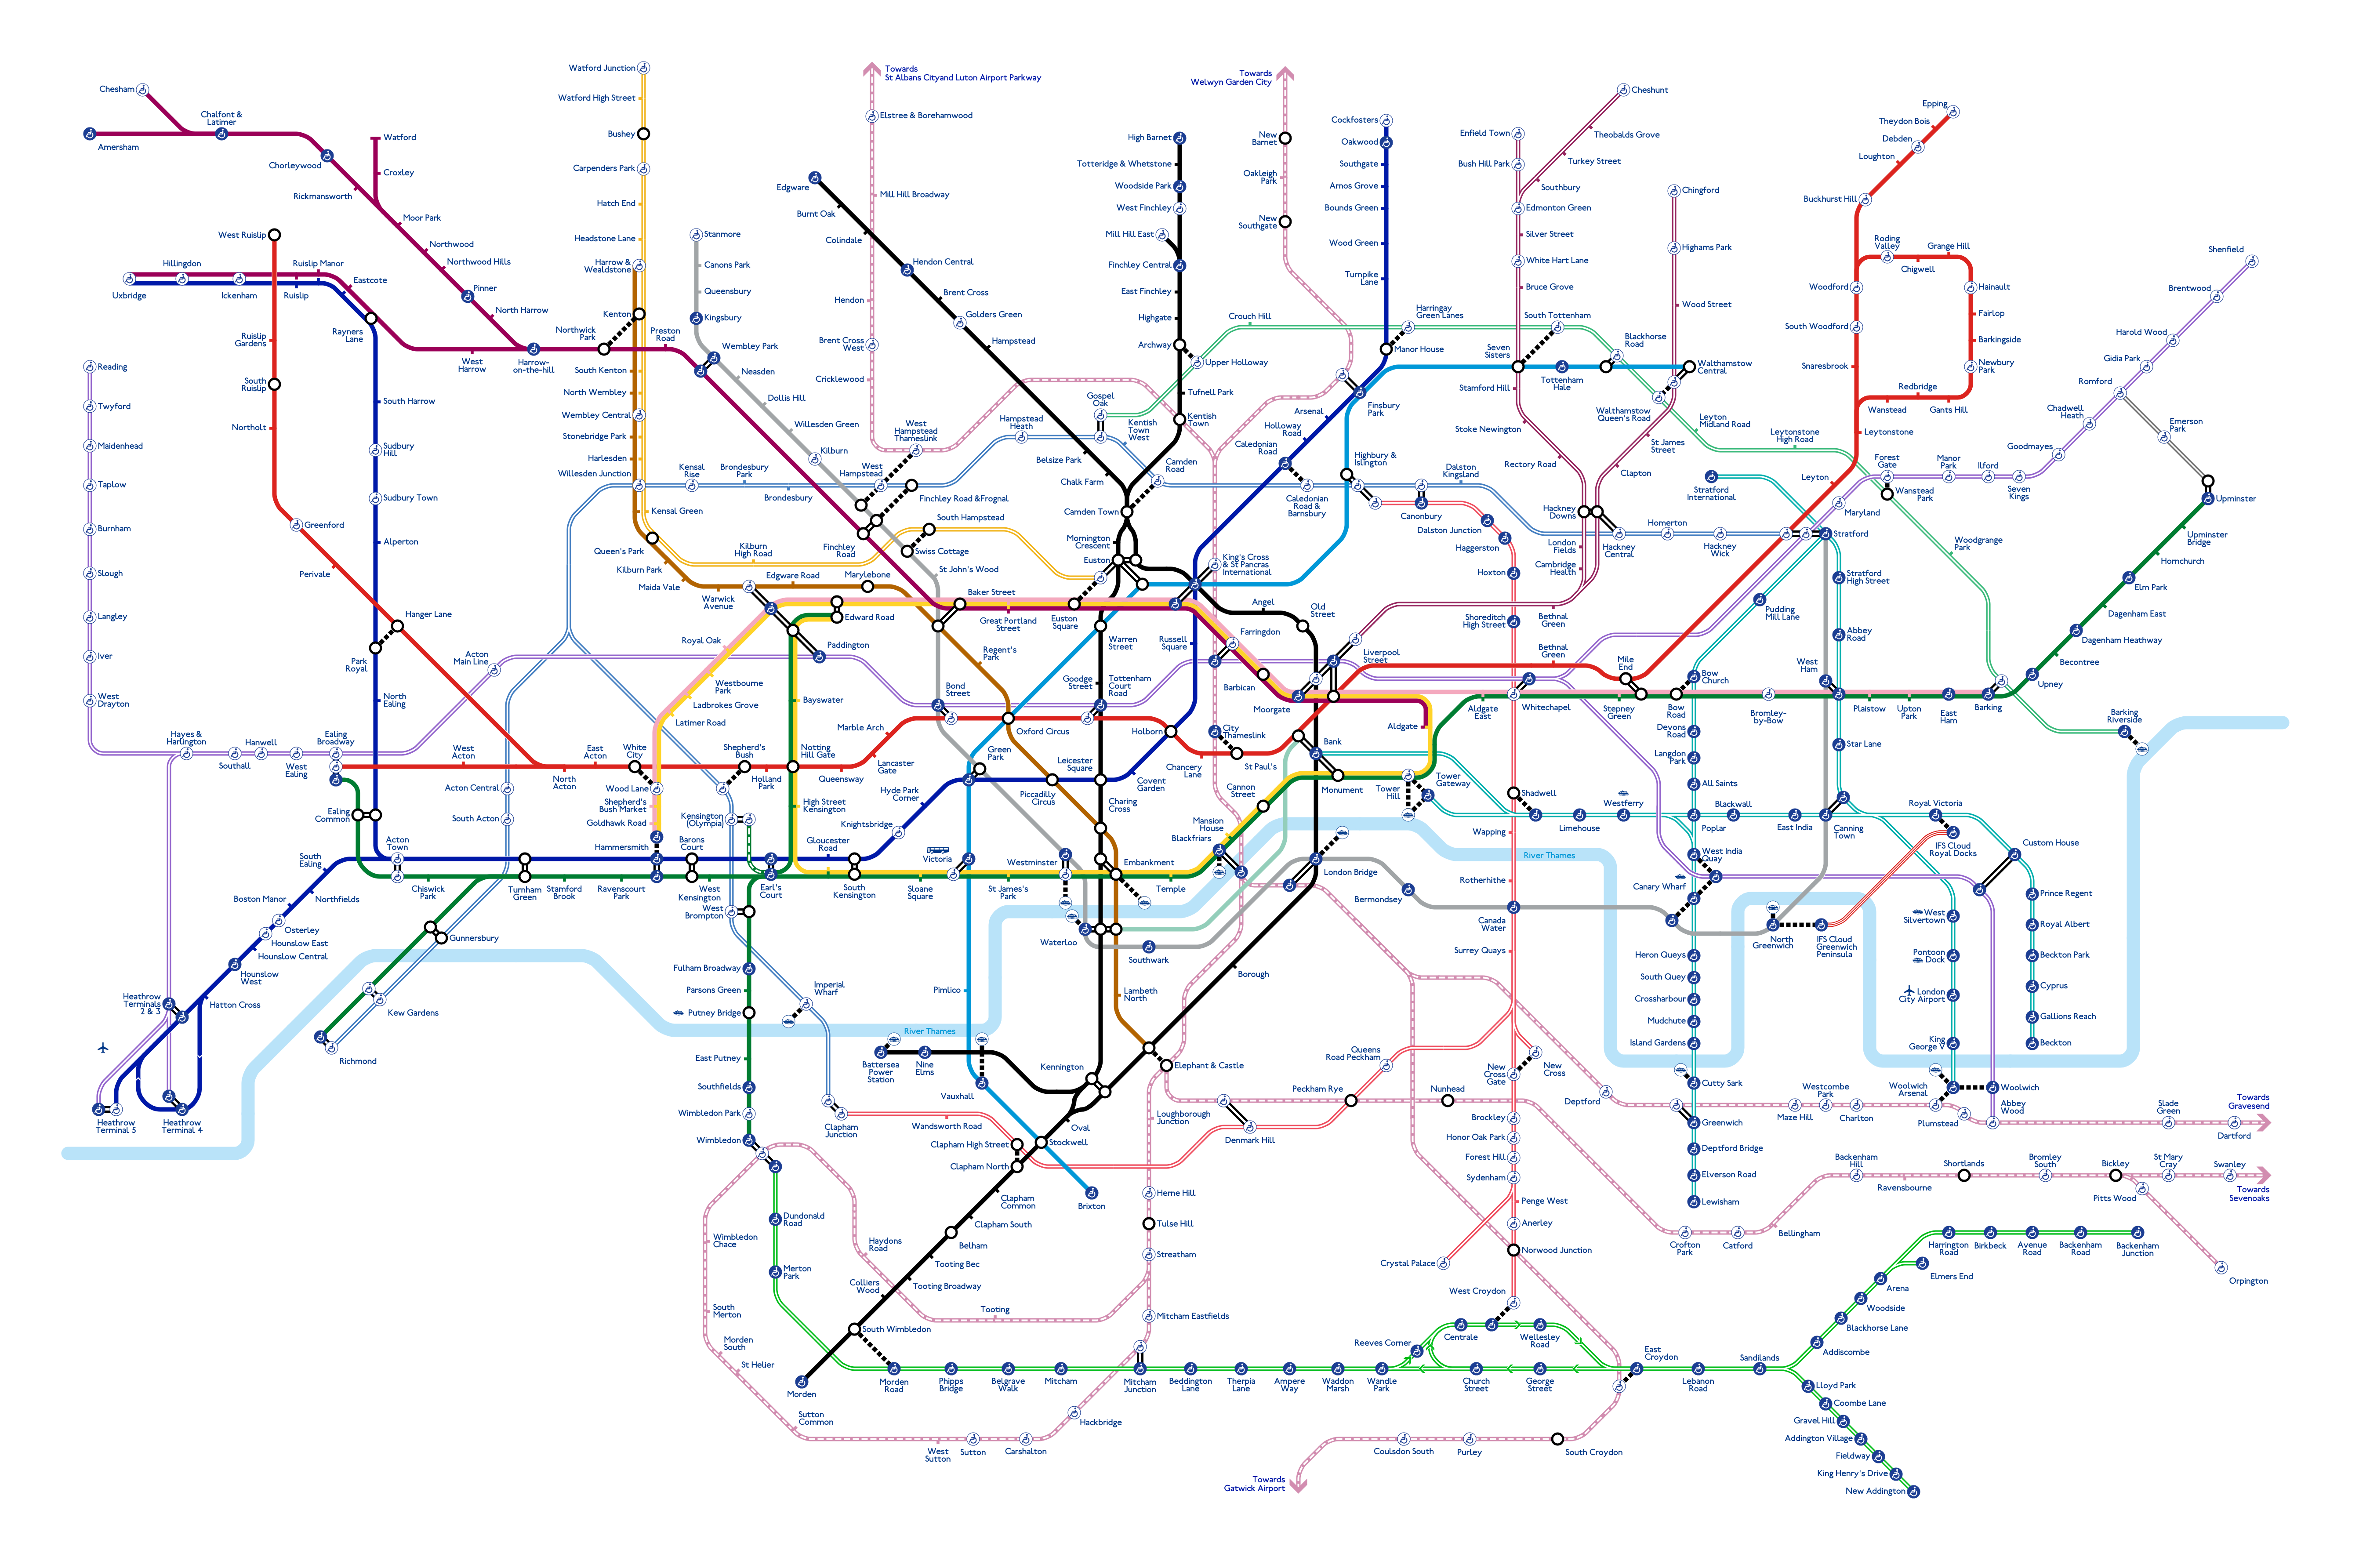 Watford Junction
Watford High Street
Bushey
Carpenders Park
Hatch End
Headstone Lane
Harrow &
Wealdstone
Kenton
South Kenton
North Wembley
Wembley Central
Stonebridge Park
Harlesden
Willesden Junction
Kensal Green
Queen's Park
Kilburn Park
Maida Vale
Warwick
Avenue
Edgware Road
Marylebone
Chesham
Chalfont &
Latimer
Amersham
Chorleywood
Rickmansworth
Watford
Croxley
Moor Park
Northwood
Northwood Hills
Pinner
North Harrow
Harrow-
on-the-hill
Northwick
Park
Preston
Road
West
Harrow
West Ruislip
Hillingdon
Uxbridge
Ickenham
Ruislip Manor
Ruislip
Eastcote
Rayners
Lane
Ruislip
Gardens
South
Ruislip
Northolt
Greenford
Perivale
Hanger Lane
Park
Royal
North
Ealing
South Harrow
Sudbury
Hill
Sudbury Town
Alperton
Reading
Twyford
Maidenhead
Taplow
Burnham
Slough
Langley
Iver
West
Drayton
Hayes &
Harlington
Southall
Hanwell
West
Ealing
Ealing
Broadway
Acton
Main Line
West
Acton
North
Acton
East
Acton
White
City
Wood Lane
Shepherd's
Bush Market
Goldhawk Road
Hammersmith
Shepherd's
Bush
Holland
Park
Notting
Hill Gate
Queensway
Lancaster
Gate
Marble Arch
Acton Central
South Acton
Ealing
Common
Acton
Town
South
Ealing
Northfields
Boston Manor
Osterley
Hounslow East
Hounslow Central
Hounslow
West
Hatton Cross
Heathrow
Terminals
2 & 3
Heathrow
Terminal 5
Heathrow
Terminal 4
Chiswick
Park
Turnham
Green
Stamford
Brook
Ravenscourt
Park
Barons
Court
West
Kensington
Kensington
(Olympia)
Earl's
Court
Gloucester
Road
South
Kensington
Knightsbridge
Hyde Park
Corner
Gunnersbury
Kew Gardens
Richmond
West
Brompton
Fulham Broadway
Parsons Green
Putney Bridge
East Putney
Southfields
Wimbledon Park
Wimbledon
Imperial
Wharf
Clapham
Junction
Towards
St Albans Cityand Luton Airport Parkway
Elstree & Borehamwood
Mill Hill Broadway
Hendon
Brent Cross
West
Cricklewood
West
Hampstead
Thameslink
West
Hampstead
Finchley Road &Frognal
Finchley
Road
Stanmore
Canons Park
Queensbury
Kingsbury
Wembley Park
Neasden
Dollis Hill
Willesden Green
Kilburn
Kensal
Rise
Brondesbury
Park
Brondesbury
South Hampstead
Swiss Cottage
Kilburn
High Road
St John's Wood
Edgware
Burnt Oak
Colindale
Hendon Central
Brent Cross
Golders Green
Hampstead
Belsize Park
Chalk Farm
Camden Town
Mornington
Crescent
Euston
High Barnet
Totteridge & Whetstone
Woodside Park
West Finchley
Mill Hill East
Finchley Central
East Finchley
Highgate
Archway
Tufnell Park
Kentish
Town
Upper Holloway
Crouch Hill
Gospel
Oak
Kentish
Town
West
Hampstead
Heath
Camden
Road
Towards
Welwyn Garden City
New
Barnet
Oakleigh
Park
New
Southgate
Cockfosters
Oakwood
Southgate
Arnos Grove
Bounds Green
Wood Green
Turnpike
Lane
Manor House
Harringay
Green Lanes
Finsbury
Park
Arsenal
Holloway
Road
Caledonian
Road
Caledonian
Road &
Barnsbury
Highbury &
Islington
Dalston
Kingsland
Canonbury
Dalston Junction
Haggerston
Hoxton
Shoreditch
High Street
Enfield Town
Bush Hill Park
Edmonton Green
Silver Street
White Hart Lane
Bruce Grove
Cheshunt
Theobalds Grove
Turkey Street
Southbury
South Tottenham
Seven
Sisters
Tottenham
Hale
Blackhorse
Road
Walthamstow
Central
Walthamstow
Queen's Road
Stamford Hill
Stoke Newington
Rectory Road
Chingford
Highams Park
Wood Street
St James
Street
Clapton
Hackney
Downs
Hackney
Central
Homerton
Hackney
Wick
London
Fields
Cambridge
Health
Bethnal
Green
Bethnal
Green
Leyton
Midland Road
Leytonstone
High Road
Stratford
International
Epping
Theydon Bois
Debden
Loughton
Buckhurst Hill
Roding
Valley
Chigwell
Grange Hill
Hainault
Fairlop
Barkingside
Newbury
Park
Woodford
South Woodford
Snaresbrook
Wanstead
Redbridge
Gants Hill
Leytonstone
Leyton
Stratford
Maryland
Forest
Gate
Wanstead
Park
Manor
Park
Ilford
Seven
Kings
Goodmayes
Chadwell
Heath
Romford
Gidia Park
Harold Wood
Brentwood
Shenfield
Emerson
Park
Upminster
Upminster
Bridge
Hornchurch
Elm Park
Dagenham East
Dagenham Heathway
Becontree
Upney
Barking
Woodgrange
Park
Barking
Riverside
Stratford
High Street
Abbey
Road
West
Ham
Pudding
Mill Lane
Bow
Church
Mile
End
Stepney
Green
Bow
Road
Bromley-
by-Bow
Plaistow
Upton
Park
East
Ham
Star Lane
Devons
Road
Langdon
Park
All Saints
Poplar
Blackwall
East India
Canning
Town
Royal Victoria
IFS Cloud
Royal Docks
Custom House
Prince Regent
Royal Albert
Beckton Park
Cyprus
Gallions Reach
Beckton
West
Silvertown
Pontoon
Dock
London
City Airport
King
George V
Woolwich
Arsenal
Woolwich
Abbey
Wood
North
Greenwich
IFS Cloud
Greenwich
Peninsula
West India
Quay
Canary Wharf
Heron Queys
South Quey
Crossharbour
Mudchute
Island Gardens
Cutty Sark
Greenwich
Deptford Bridge
Elverson Road
Lewisham
Royal Oak
Westbourne
Park
Ladbrokes Grove
Latimer Road
Edward Road
Paddington
Bayswater
High Street
Kensington
Baker Street
Great Portland
Street
Euston
Square
King's Cross
& St Pancras
International
Regent's
Park
Bond
Street
Oxford Circus
Warren
Street
Goodge
Street
Tottenham
Court
Road
Russell
Square
Angel
Old
Street
Farringdon
Barbican
Moorgate
Liverpool
Street
Holborn
Chancery
Lane
City
Thameslink
St Paul's
Bank
Monument
Aldgate
Aldgate
East
Whitechapel
Tower
Gateway
Tower
Hill
Shadwell
Limehouse
Westferry
Green
Park
Piccadilly
Circus
Leicester
Square
Covent
Garden
Charing
Cross
Embankment
Cannon
Street
Mansion
House
Blackfriars
Temple
Victoria
Sloane
Square
St James's
Park
Westminster
Waterloo
Southwark
London Bridge
Bermondsey
Borough
Lambeth
North
Elephant & Castle
Pimlico
Vauxhall
River Thames
River Thames
Battersea
Power
Station
Nine
Elms
Kennington
Oval
Stockwell
Brixton
Wandsworth Road
Clapham High Street
Clapham North
Clapham
Common
Clapham South
Belham
Tooting Bec
Tooting Broadway
Colliers
Wood
South Wimbledon
Morden
Wapping
Rotherhithe
Canada
Water
Surrey Quays
New
Cross
Gate
New
Cross
Queens
Road Peckham
Peckham Rye
Nunhead
Denmark Hill
Loughborough
Junction
Herne Hill
Tulse Hill
Streatham
Mitcham Eastfields
Brockley
Honor Oak Park
Forest Hill
Sydenham
Penge West
Anerley
Norwood Junction
Crystal Palace
West Croydon
Deptford
Maze Hill
Westcombe
Park
Charlton
Plumstead
Slade
Green
Dartford
Towards
Gravesend
Crofton
Park
Catford
Bellingham
Backenham
Hill
Ravensbourne
Shortlands
Bromley
South
Bickley
St Mary
Cray
Swanley
Towards
Sevenoaks
Pitts Wood
Orpington
Dundonald
Road
Merton
Park
Wimbledon
Chace
South
Merton
Morden
South
St Helier
Sutton
Common
West
Sutton
Sutton
Carshalton
Hackbridge
Haydons
Road
Tooting
Morden
Road
Phipps
Bridge
Belgrave
Walk
Mitcham
Mitcham
Junction
Beddington
Lane
Therpia
Lane
Ampere
Way
Waddon
Marsh
Wandle
Park
Reeves Corner
Centrale
Wellesley
Road
Church
Street
George
Street
East
Croydon
Lebanon
Road
Sandilands
Addiscombe
Blackhorse Lane
Woodside
Arena
Elmers End
Harrington
Road
Birkbeck
Avenue
Road
Backenham
Road
Backenham
Junction
Lloyd Park
Coombe Lane
Gravel Hill
Addington Village
Fieldway
King Henry's Drive
New Addington
South Croydon
Purley
Coulsdon South
Towards
Gatwick Airport